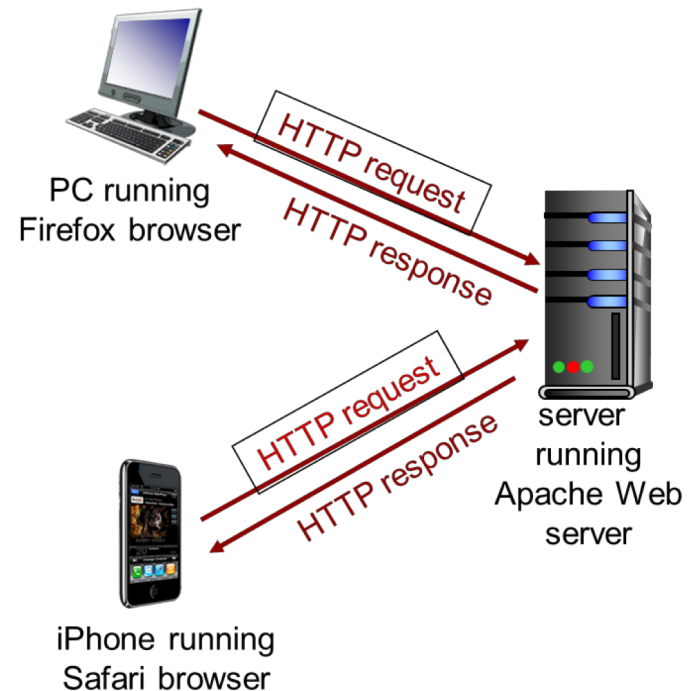 HTTP request
PC running
Firefox browser
HTTP response
HTTP request
server
running
Apache Web
server
HTTP response
iPhone running
Safari browser